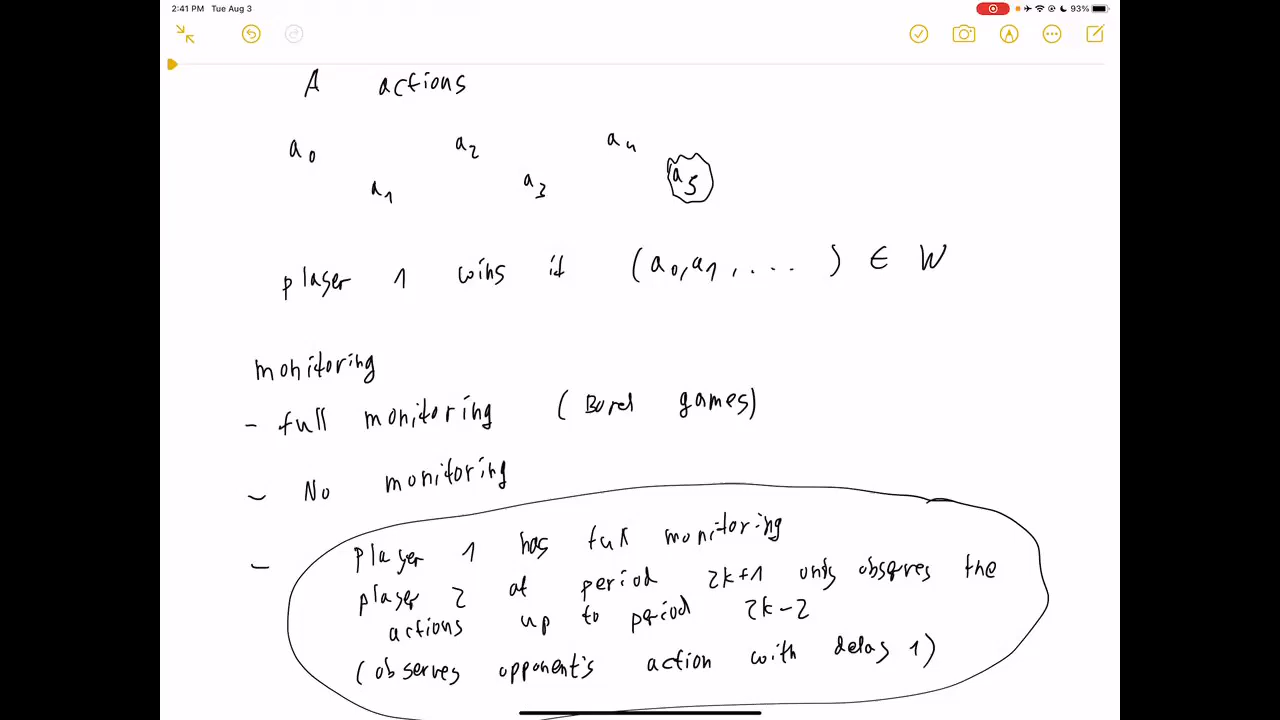 2:41 PM Tue Aug 3
93%
A actions
a0 a2 a4
a1 a3 a5
player 1 wins if (a0, a1, .... ) ∈ W
monitoring
- full monitoring (Borel games)
- No monitoring
- player 1 has full monitoring
player 2 at period 2k+1 only observes the
actions up to period 2k-2
(observes opponent's action with delay 1)